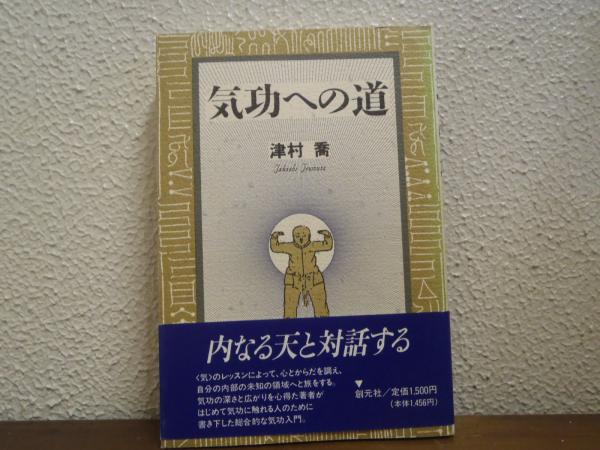 気功への道
津村 喬
Takashi Tsumura
内なる天と対話する
〈気〉のレッスンによって、心とからだを調え、
自分の内部の未知の領域へと旅をする。
気功の深さと広がりを心得た著者が
はじめて気功に触れる人のために
書き下した総合的な気功入門。
▼
創元社/定価1,500円
(本体1,456円)